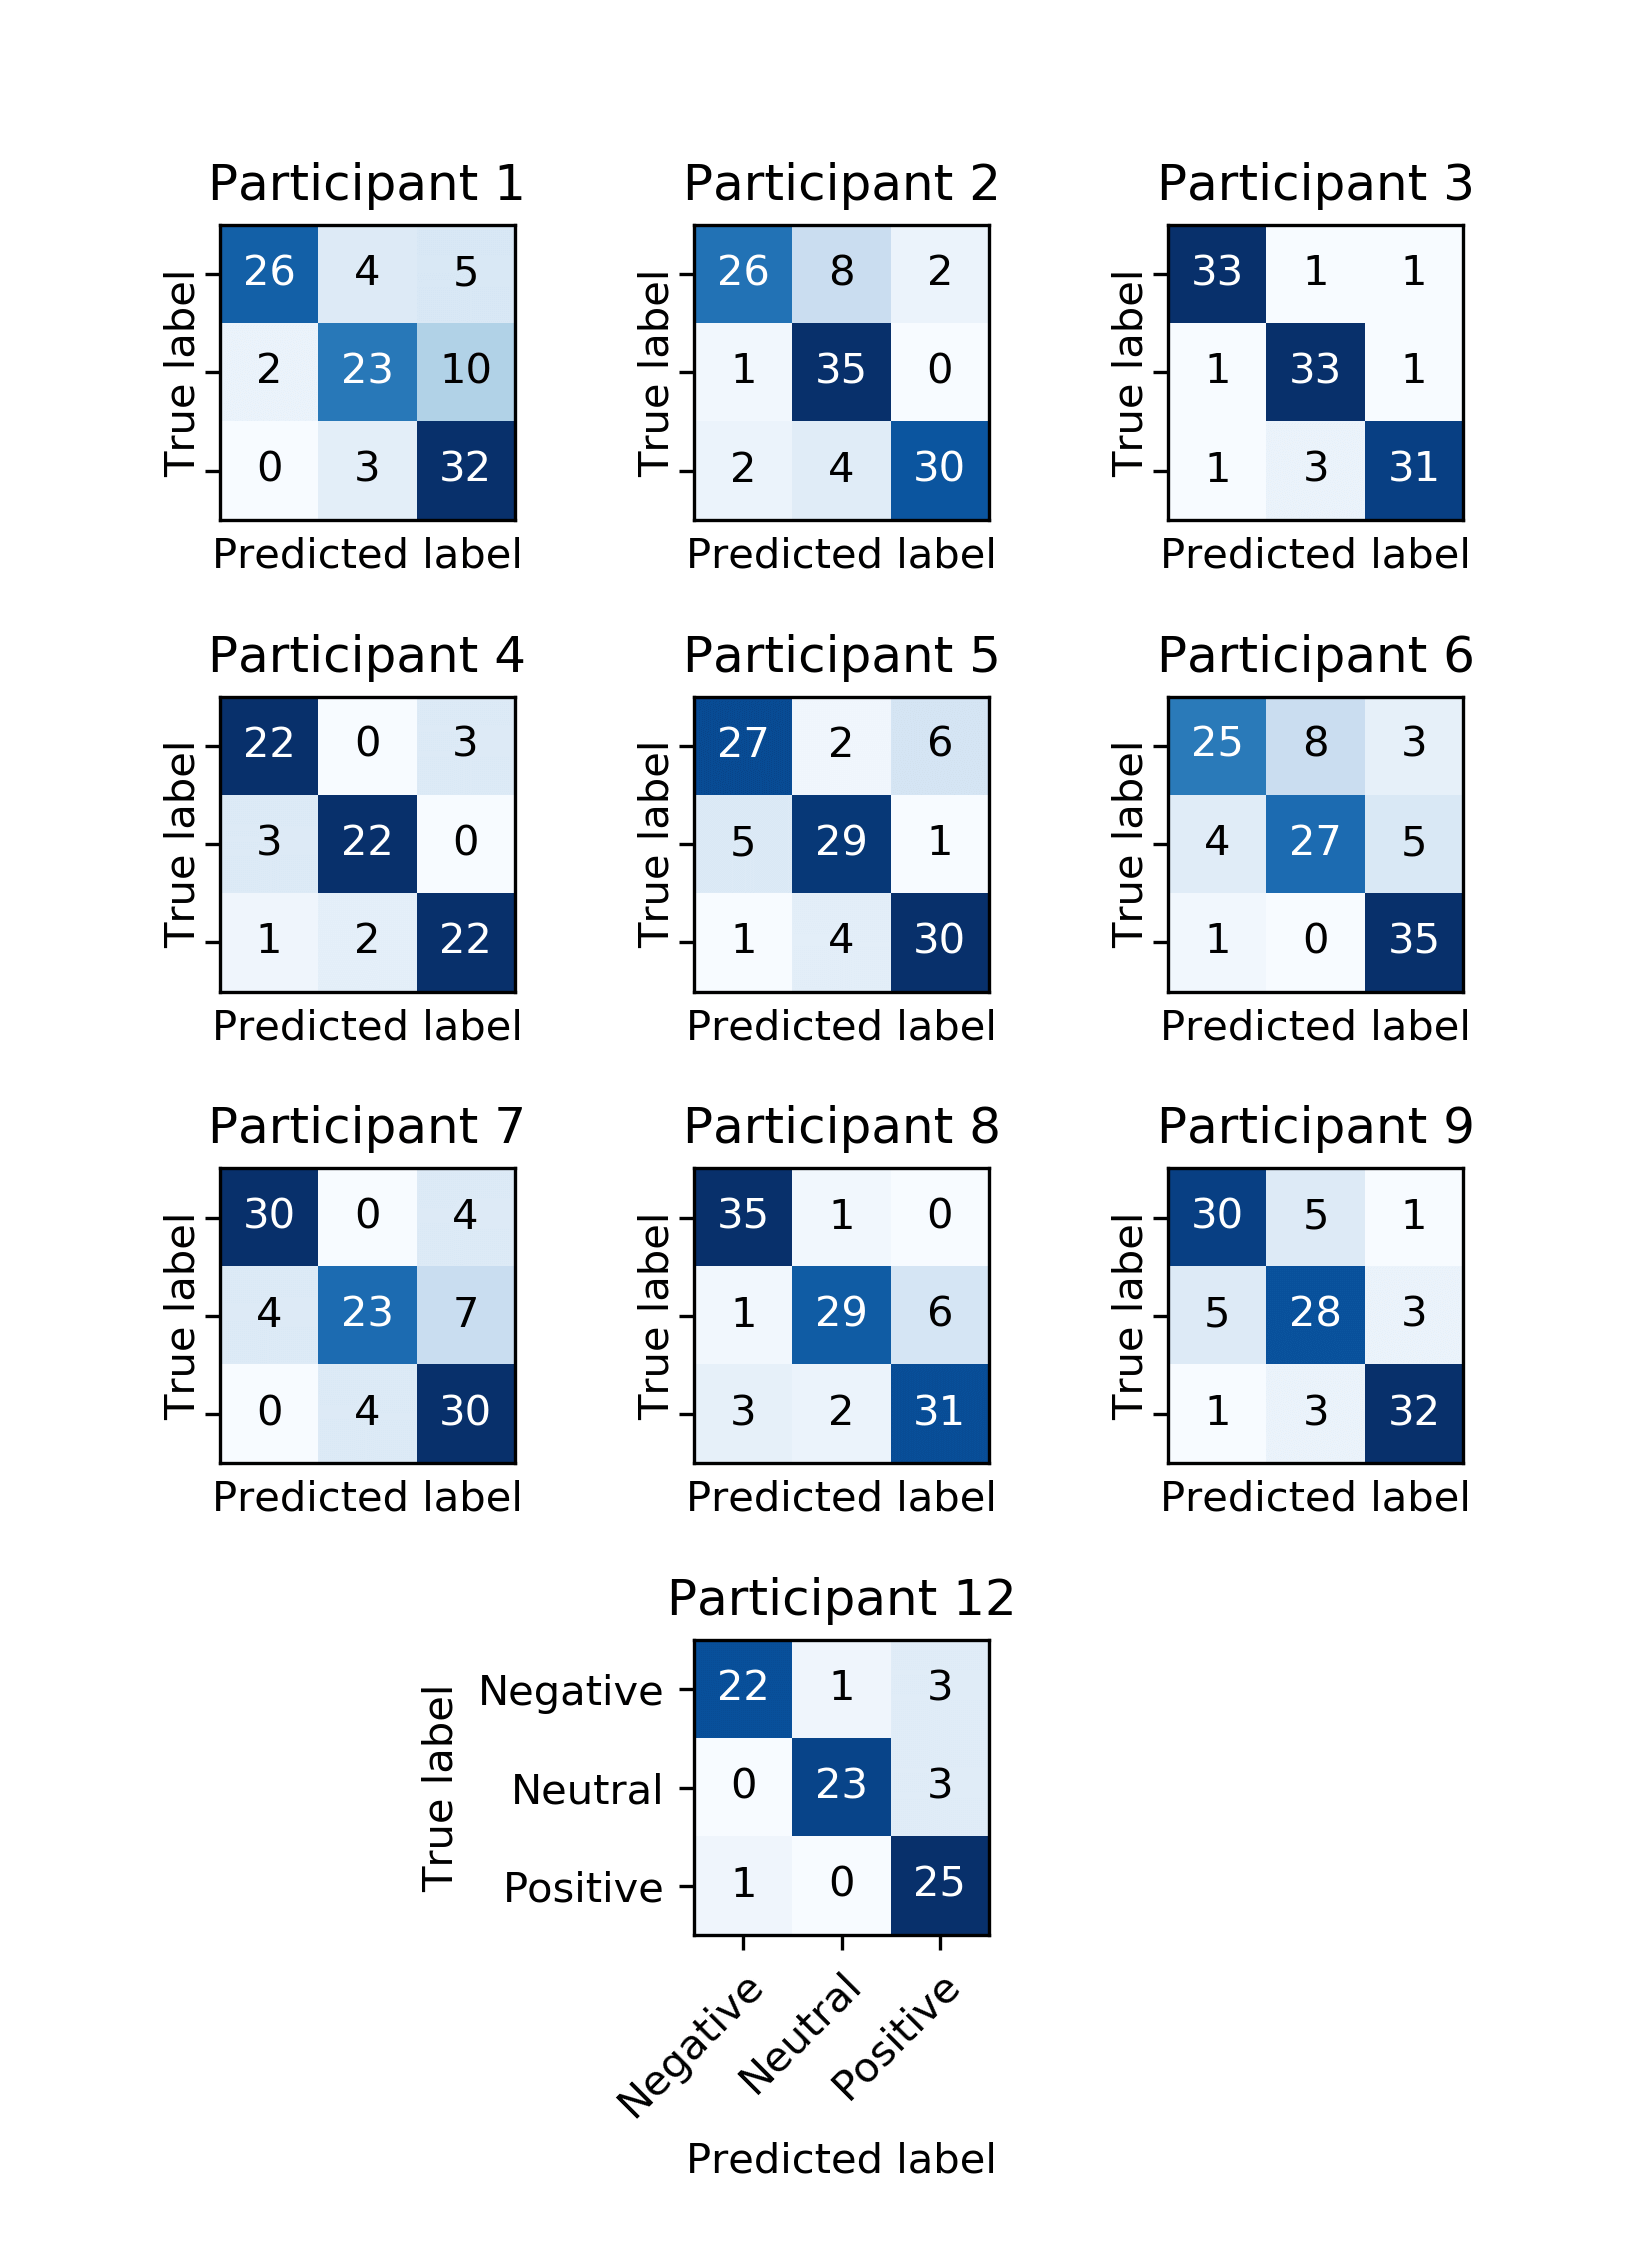 Participant 1
True label
26 4 5
2 23 10
0 3 32
Predicted label
Participant 2
True label
26 8 2
1 35 0
2 4 30
Predicted label
Participant 3
True label
33 1 1
1 33 1
1 3 31
Predicted label
Participant 4
True label
22 0 3
3 22 0
1 2 22
Predicted label
Participant 5
True label
27 2 6
5 29 1
1 4 30
Predicted label
Participant 6
True label
25 8 3
4 27 5
1 0 35
Predicted label
Participant 7
True label
30 0 4
4 23 7
0 4 30
Predicted label
Participant 8
True label
35 1 0
1 29 6
3 2 31
Predicted label
Participant 9
True label
30 5 1
5 28 3
1 3 32
Predicted label
Participant 12
True label
Negative 22 1 3
Neutral 0 23 3
Positive 1 0 25
Negative Neutral Positive
Predicted label